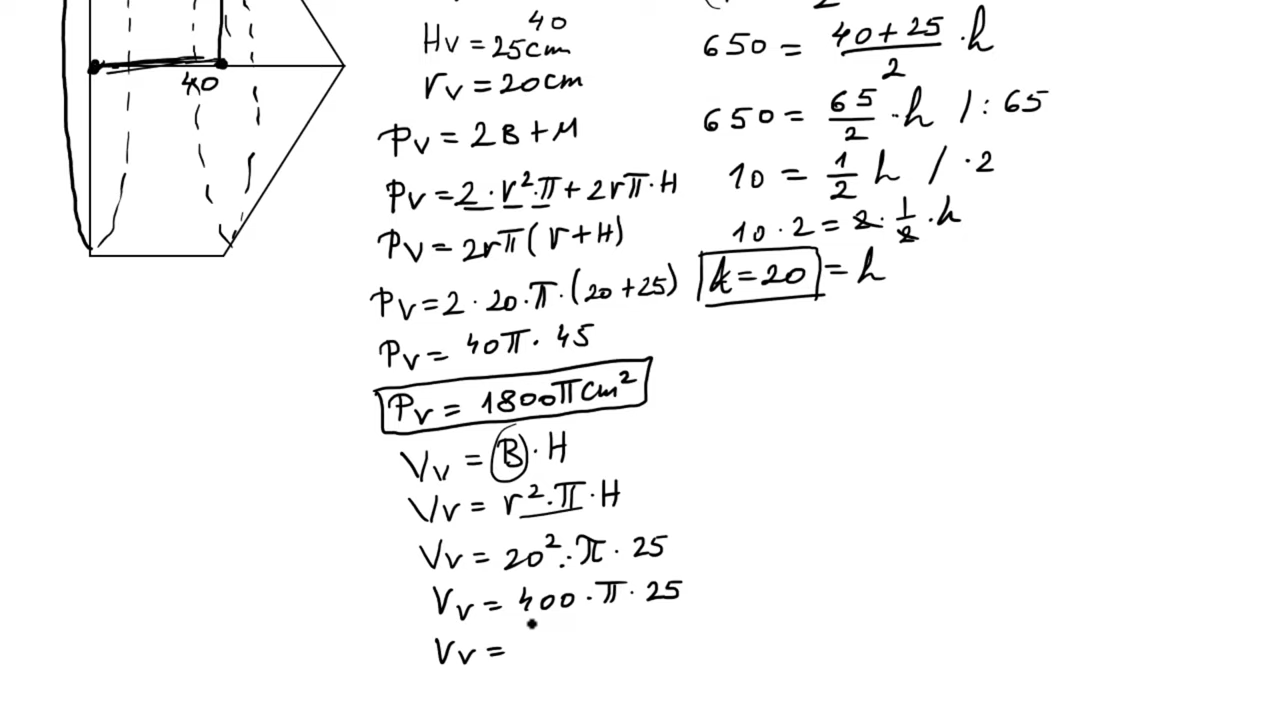 40
40
Hv = 25cm
rv = 20cm
Pv = 2B + M
Pv = 2 · r² · π + 2rπ · H
Pv = 2rπ (r + H)
Pv = 2 · 20 · π · (20 + 25)
Pv = 40π · 45
Pv = 1800π cm²
Vv = B · H
Vv = r² · π · H
Vv = 20² · π · 25
Vv = 400 · π · 25
Vv =
2
650 = (40 + 25)/2 · h
650 = 65/2 · h / : 65
10 = 1/2 h / · 2
10 · 2 = 2 · 1/2 · h
h = 20 = h